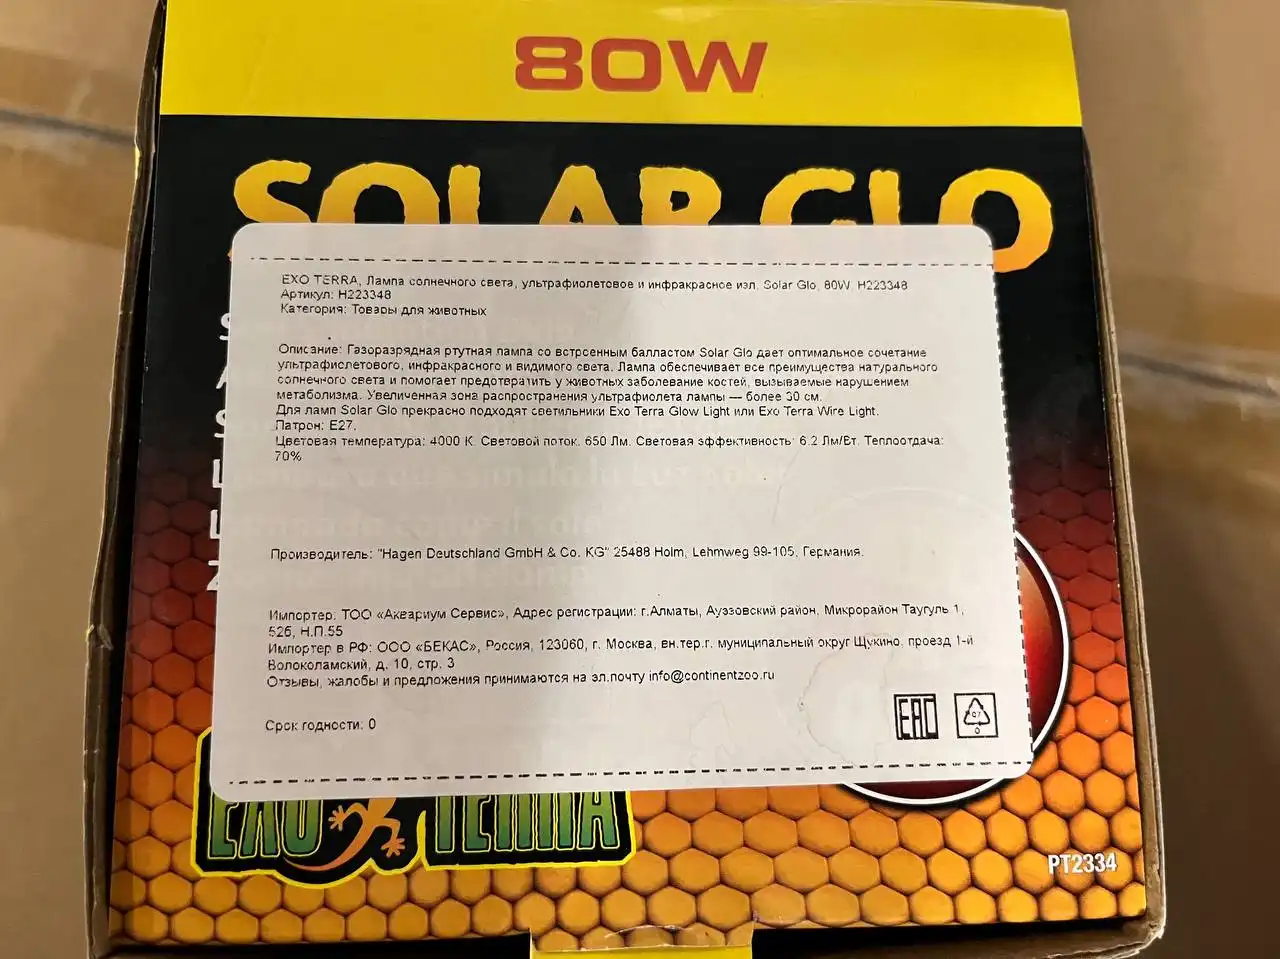 80W
SOLAR GLO
EXO TERRA, Лампа солнечного света, ультрафиолетовое и инфракрасное изл. Solar Glo, 80W, H223348
Артикул: H223348
Категория: Товары для животных
Описание: Газоразрядная ртутная лампа со встроенным балластом Solar Glo дает оптимальное сочетание
ультрафиолетового, инфракрасного и видимого света. Лампа обеспечивает все преимущества натурального
солнечного света и помогает предотвратить у животных заболевание костей, вызываемые нарушением
метаболизма. Увеличенная зона распространения ультрафиолета лампы — более 30 см.
Для ламп Solar Glo прекрасно подходят светильники Exo Terra Glow Light или Exo Terra Wire Light.
Патрон: E27.
Цветовая температура: 4000 К. Световой поток. 650 Лм. Световая эффективность: 6.2 Лм/Вт. Теплоотдача:
70%
Производитель: "Hagen Deutschland GmbH & Co. KG" 25488 Holm, Lehmweg 99-105, Германия.
Импортер: ТОО «Аквариум Сервис», Адрес регистрации: г.Алматы, Ауэзовский район, Микрорайон Таугуль 1,
52б, Н.П.55
Импортер в РФ: ООО «БЕКАС», Россия, 123060, г. Москва, вн.тер.г. муниципальный округ Щукино, проезд 1-й
Волоколамский, д. 10, стр. 3
Отзывы, жалобы и предложения принимаются на эл.почту info@continentzoo.ru
Срок годности: 0
EAC
07
0
EXO TERRA
PT2334